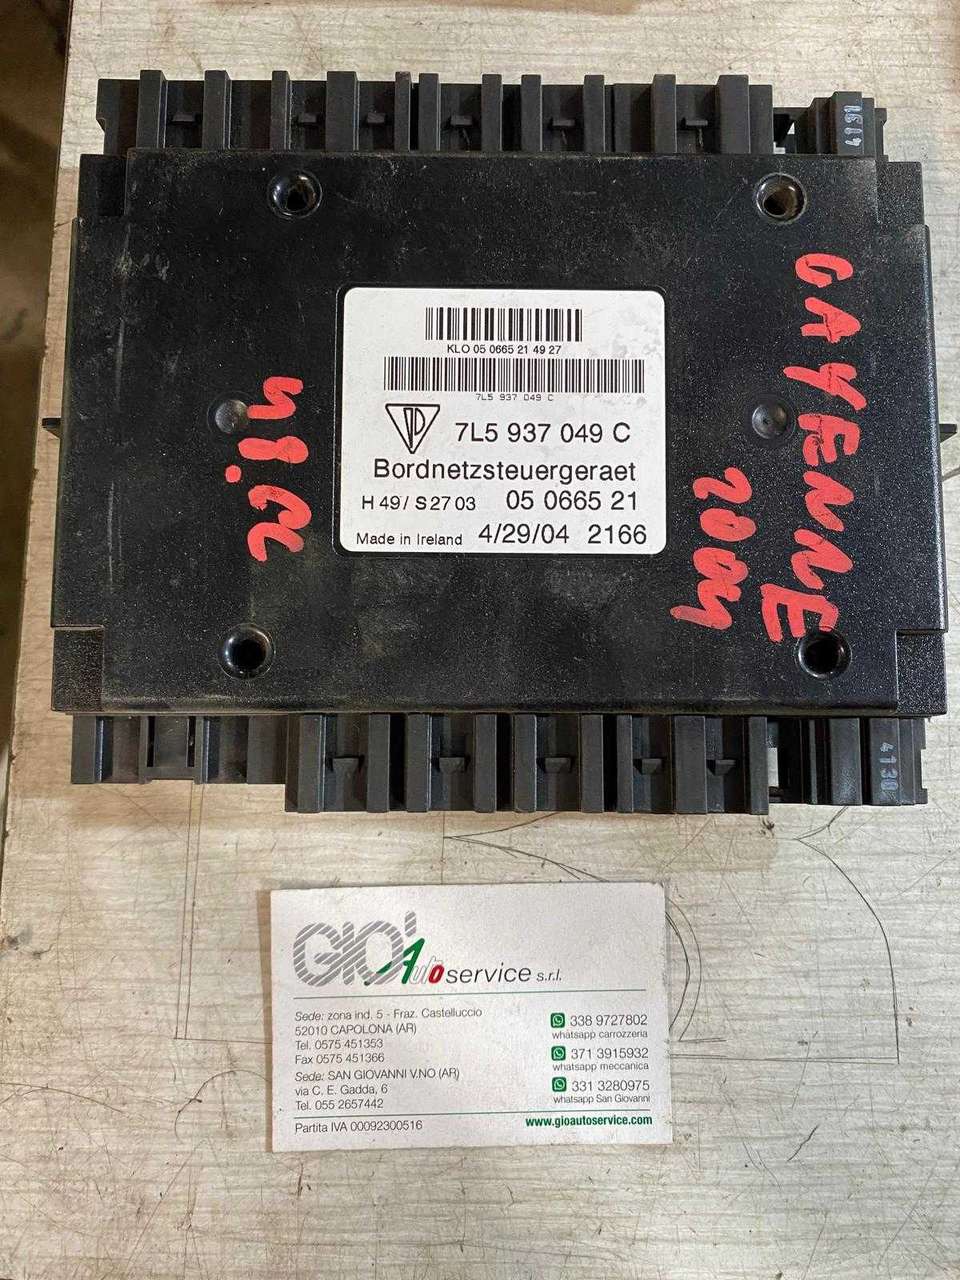 4691
KLO 05 0665 21 49 27
7L5 937 049 C
7L5 937 049 C
Bordnetzsteuergeraet
H 49/ S 27 03 05 0665 21
Made in Ireland 4/29/04 2166
CAYENNE
2004
4130
GIO' Auto service s.r.l.
Sede: zona ind. 5 - Fraz. Castelluccio
52010 CAPOLONA (AR)
Tel. 0575 451353
Fax 0575 451366
Sede: SAN GIOVANNI V.NO (AR)
via C. E. Gadda, 6
Tel. 055 2657442
Partita IVA 00092300516
338 9727802
whatsapp carrozzeria
371 3915932
whatsapp meccanica
331 3280975
whatsapp San Giovanni
www.gioautoservice.com